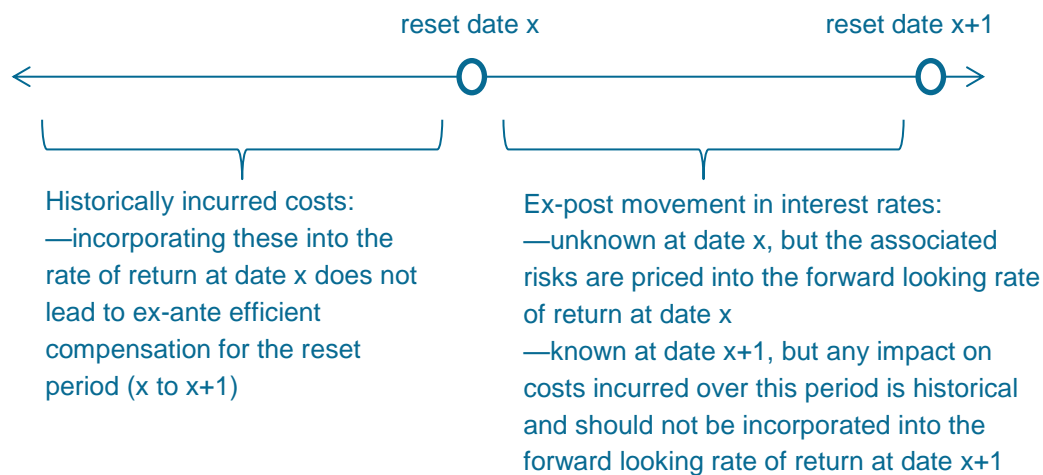 reset date x
reset date x+1
Historically incurred costs:
—incorporating these into the
rate of return at date x does not
lead to ex-ante efficient
compensation for the reset
period (x to x+1)
Ex-post movement in interest rates:
—unknown at date x, but the associated
risks are priced into the forward looking rate
of return at date x
—known at date x+1, but any impact on
costs incurred over this period is historical
and should not be incorporated into the
forward looking rate of return at date x+1